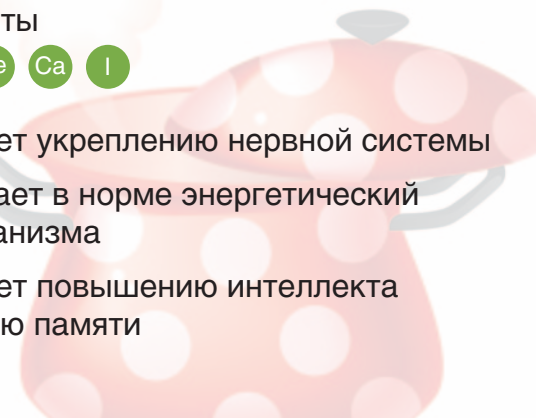 ты
е Ca I
ет укреплению нервной системы
ает в норме энергетический
анизма
ет повышению интеллекта
ю памяти